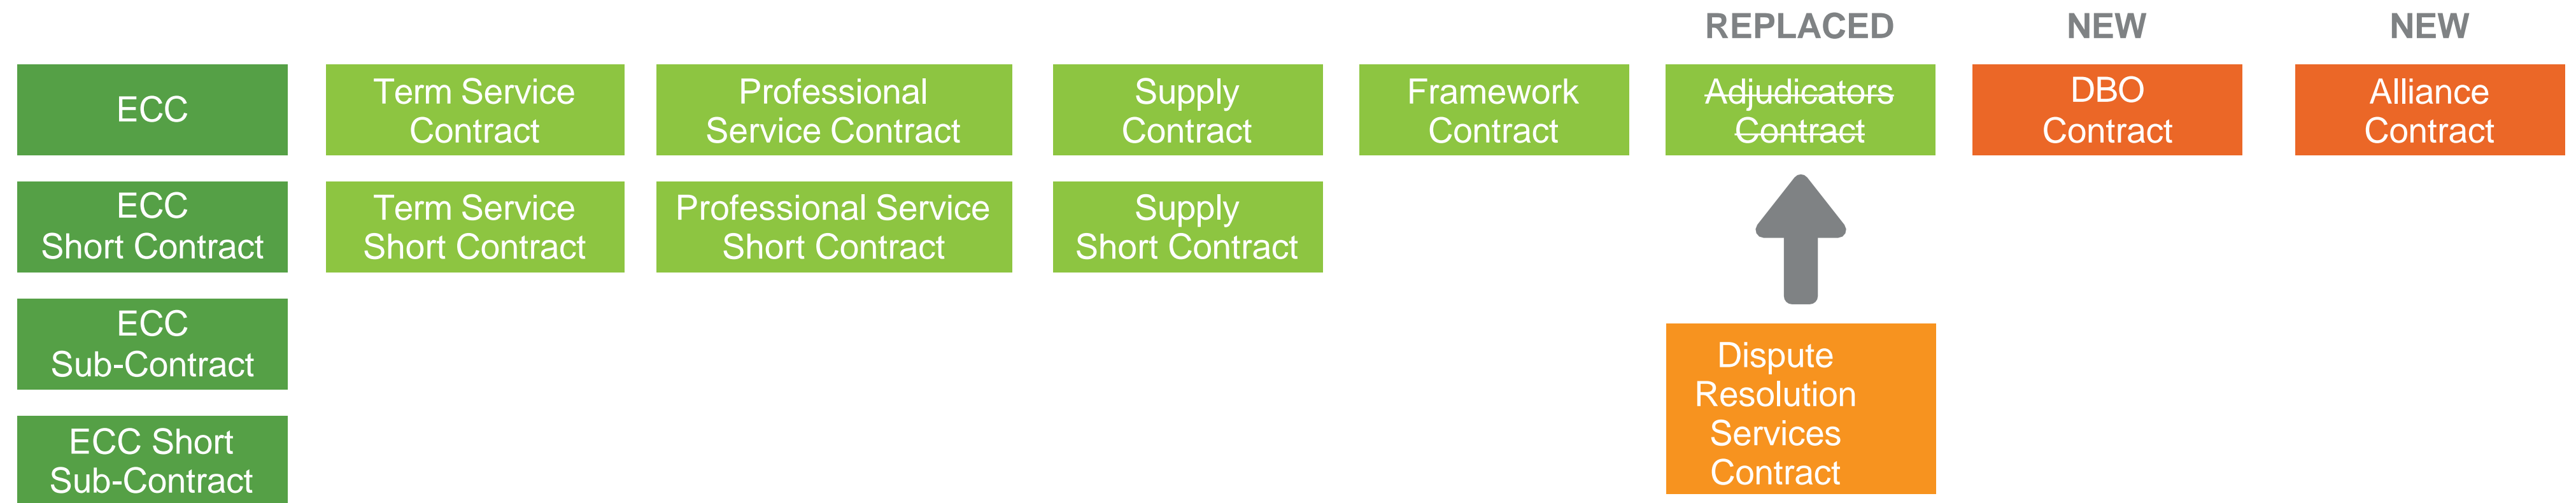 REPLACED
NEW
NEW
ECC
Term Service
Contract
Professional
Service Contract
Supply
Contract
Framework
Contract
Adjudicators
Contract
DBO
Contract
Alliance
Contract
ECC
Short Contract
Term Service
Short Contract
Professional Service
Short Contract
Supply
Short Contract
ECC
Sub-Contract
Dispute
Resolution
Services
Contract
ECC Short
Sub-Contract